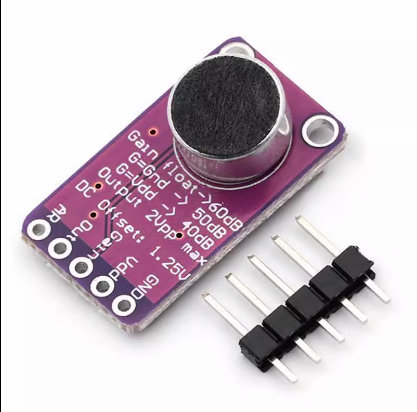 Gain float->60dB
G=Gnd -> 50dB
G=Vdd -> 40dB
Output 2Vpp max
DC Offset: 1.25V
AR
Out
Gain
Vdd
GND